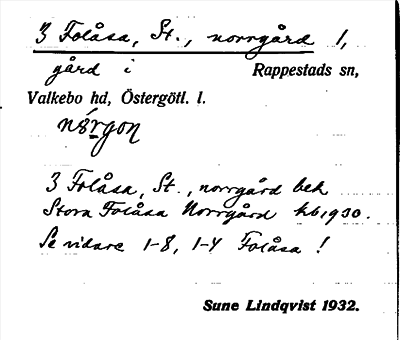 3 Folåsa, St., norrgård 1,
gård i Rappestads sn,
Valkebo hd, Östergötl. l.
nørgon
3 Folåsa, St., norrgård bek
Stora Folåsa Norrgård kb 1930.
Se vidare 1-8, 1-4 Folåsa!
Sune Lindqvist 1932.